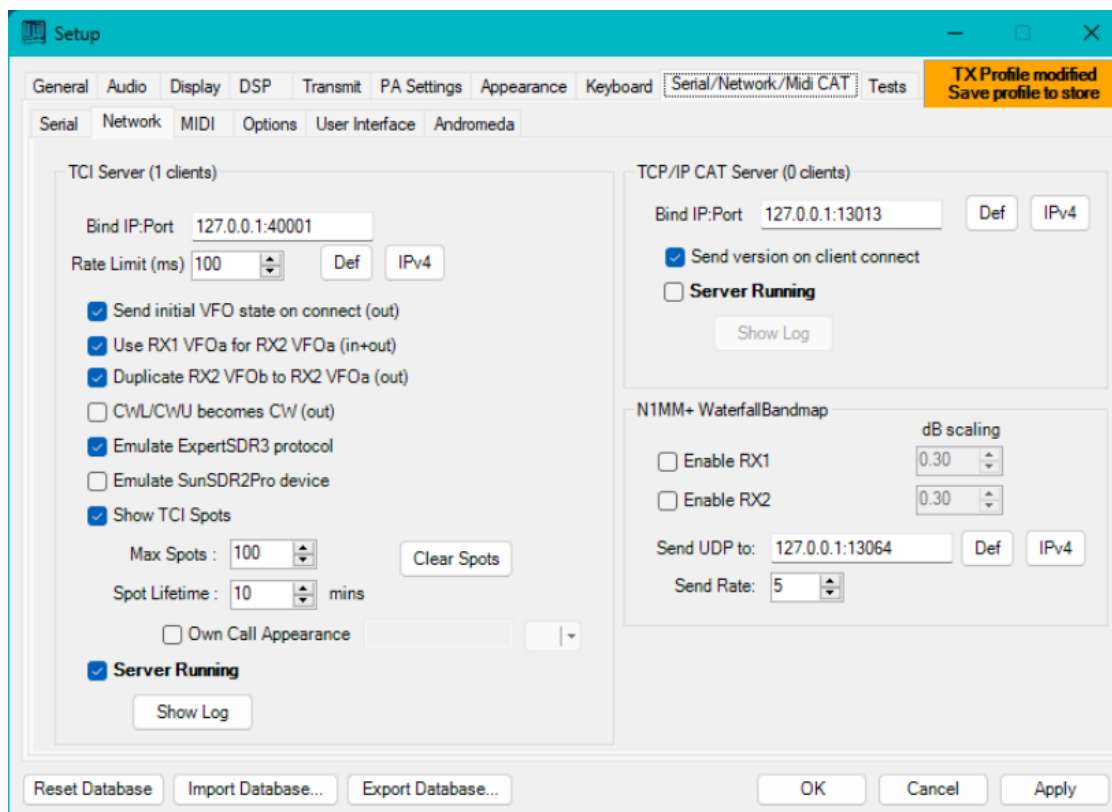 Setup
General Audio Display DSP Transmit PA Settings Appearance Keyboard Serial/Network/Midi CAT Tests
TX Profile modified
Save profile to store
Serial Network MIDI Options User Interface Andromeda
TCI Server (1 clients)
Bind IP:Port 127.0.0.1:40001
Rate Limit (ms) 100 Def IPv4
Send initial VFO state on connect (out)
Use RX1 VFOa for RX2 VFOa (in+out)
Duplicate RX2 VFOb to RX2 VFOa (out)
CWL/CWU becomes CW (out)
Emulate ExpertSDR3 protocol
Emulate SunSDR2Pro device
Show TCI Spots
Max Spots : 100 Clear Spots
Spot Lifetime : 10 mins
Own Call Appearance
Server Running
Show Log
TCP/IP CAT Server (0 clients)
Bind IP:Port 127.0.0.1:13013 Def IPv4
Send version on client connect
Server Running
Show Log
N1MM+ WaterfallBandmap
dB scaling
Enable RX1 0.30
Enable RX2 0.30
Send UDP to: 127.0.0.1:13064 Def IPv4
Send Rate: 5
Reset Database Import Database... Export Database... OK Cancel Apply